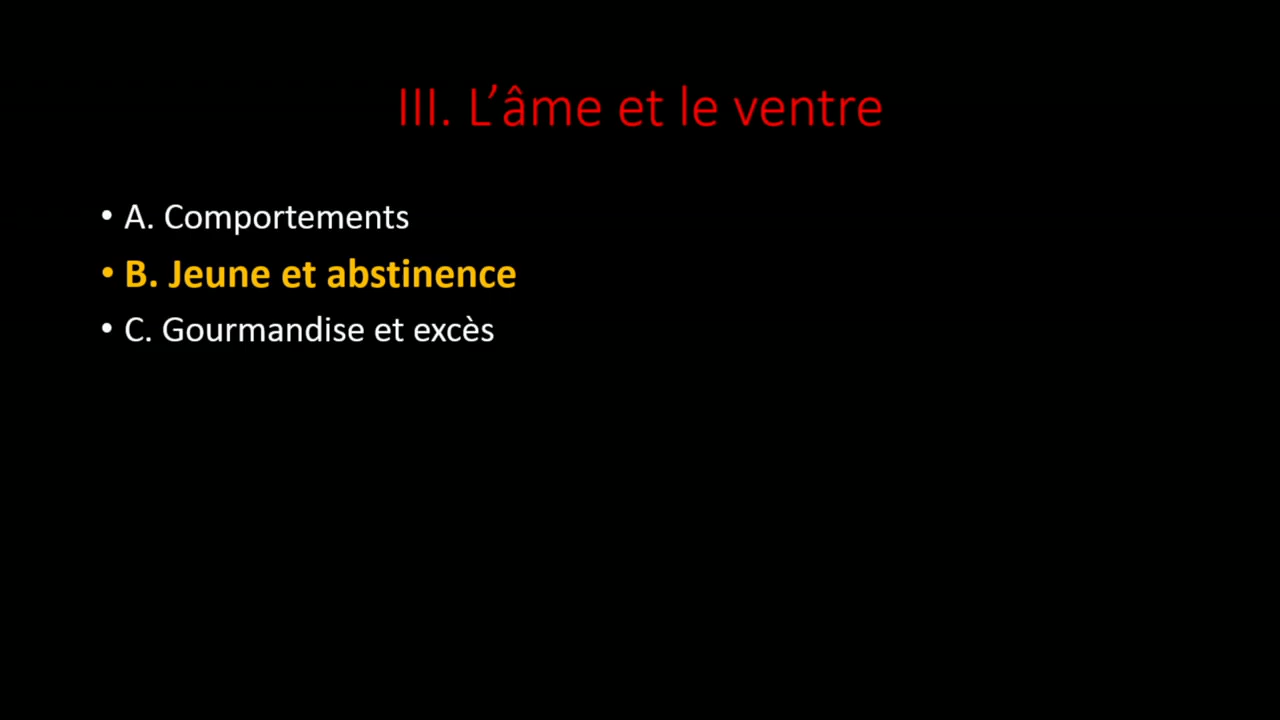 III. L’âme et le ventre
• A. Comportements
• B. Jeune et abstinence
• C. Gourmandise et excès